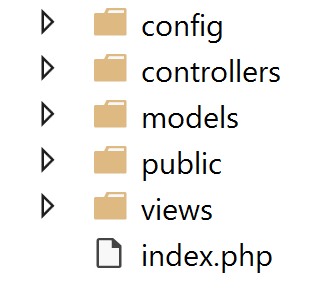 config
controllers
models
public
views
index.php